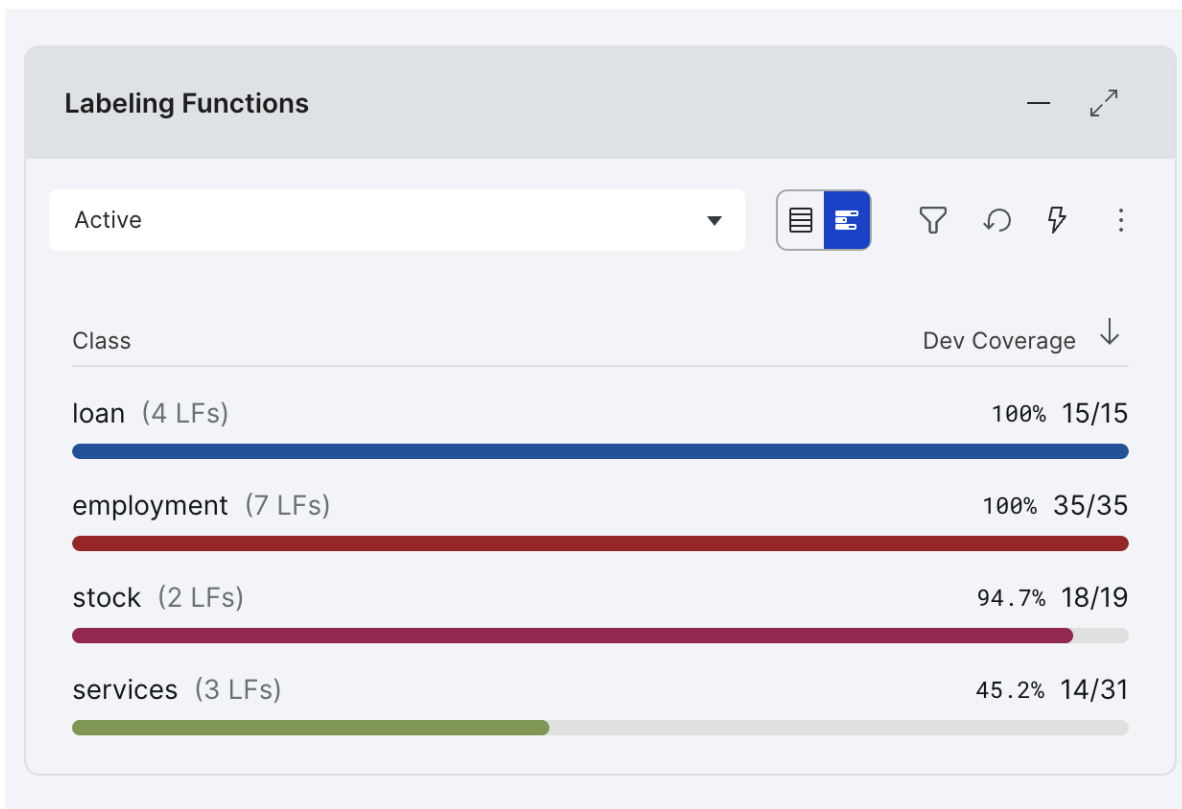 Labeling Functions
Active
Class Dev Coverage
loan (4 LFs) 100% 15/15
employment (7 LFs) 100% 35/35
stock (2 LFs) 94.7% 18/19
services (3 LFs) 45.2% 14/31